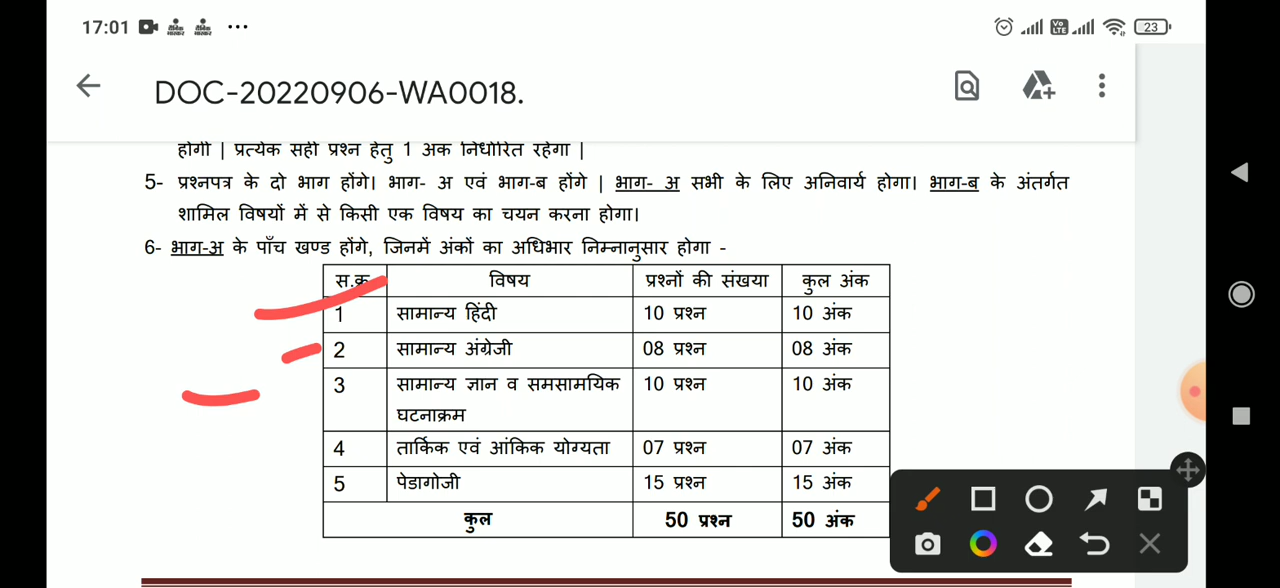 17:01
23
DOC-20220906-WA0018.
होगी | प्रत्येक सही प्रश्न हेतु 1 अंक निर्धारित रहेगा |
5- प्रश्नपत्र के दो भाग होंगे। भाग- अ एवं भाग-ब होंगे | भाग- अ सभी के लिए अनिवार्य होगा। भाग-ब के अंतर्गत
शामिल विषयों में से किसी एक विषय का चयन करना होगा।
6- भाग-अ के पाँच खण्ड होंगे, जिनमें अंकों का अधिभार निम्नानुसार होगा -
स.क्र विषय प्रश्नों की संखया कुल अंक
1 सामान्य हिंदी 10 प्रश्न 10 अंक
2 सामान्य अंग्रेजी 08 प्रश्न 08 अंक
3 सामान्य ज्ञान व समसामयिक 10 प्रश्न 10 अंक
घटनाक्रम
4 तार्किक एवं आंकिक योग्यता 07 प्रश्न 07 अंक
5 पेडागोजी 15 प्रश्न 15 अंक
कुल 50 प्रश्न 50 अंक